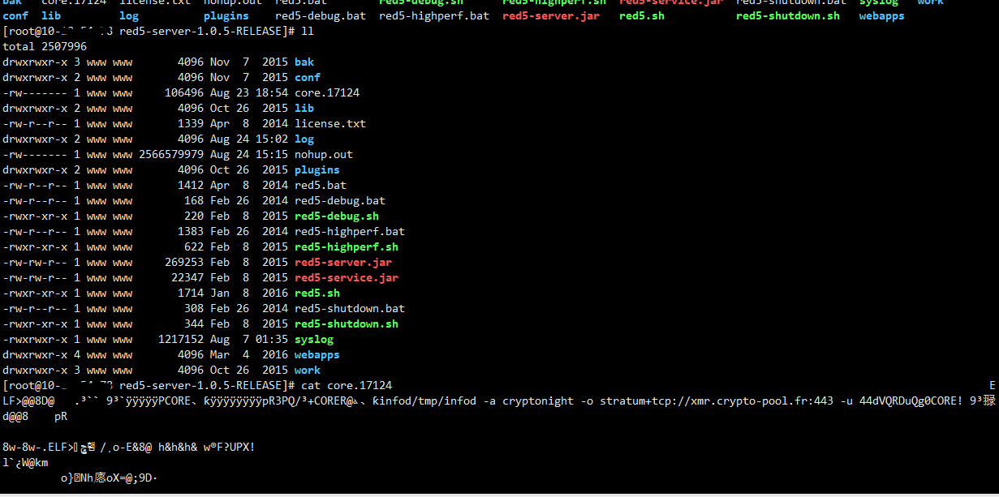 bak core.17124 license.txt nohup.out red5.bat red5-debug.sh red5-highperf.sh red5-service.jar red5-shutdown.bat syslog work
conf lib log plugins red5-debug.bat red5-highperf.bat red5-server.jar red5.sh red5-shutdown.sh webapps
[root@10- red5-server-1.0.5-RELEASE]# ll
total 2507996
drwxrwxr-x 3 www www 4096 Nov 7 2015 bak
drwxrwxr-x 2 www www 4096 Nov 7 2015 conf
-rw------- 1 www www 106496 Aug 23 18:54 core.17124
drwxrwxr-x 2 www www 4096 Oct 26 2015 lib
-rw-r--r-- 1 www www 1339 Apr 8 2014 license.txt
drwxrwxr-x 2 www www 4096 Aug 24 15:02 log
-rw------- 1 www www 2566579979 Aug 24 15:15 nohup.out
drwxrwxr-x 2 www www 4096 Oct 26 2015 plugins
-rw-r--r-- 1 www www 1412 Apr 8 2014 red5.bat
-rw-r--r-- 1 www www 168 Feb 26 2014 red5-debug.bat
-rwxr-xr-x 1 www www 220 Feb 8 2015 red5-debug.sh
-rw-r--r-- 1 www www 1383 Feb 26 2014 red5-highperf.bat
-rwxr-xr-x 1 www www 622 Feb 8 2015 red5-highperf.sh
-rw-rw-r-- 1 www www 269253 Feb 8 2015 red5-server.jar
-rw-rw-r-- 1 www www 22347 Feb 8 2015 red5-service.jar
-rwxr-xr-x 1 www www 1714 Jan 8 2016 red5.sh
-rw-r--r-- 1 www www 308 Feb 26 2014 red5-shutdown.bat
-rwxr-xr-x 1 www www 344 Feb 8 2015 red5-shutdown.sh
-rwxrwxr-x 1 www www 1217152 Aug 7 01:35 syslog
drwxrwxr-x 4 www www 4096 Mar 4 2016 webapps
drwxrwxr-x 3 www www 4096 Oct 26 2015 work
[root@10- red5-server-1.0.5-RELEASE]# cat core.17124 E
LF>@@8D@ .³`` 9³`ÿÿÿÿÿPCORE、ƙÿÿÿÿÿÿÿÿpR3PQ/³+CORER@ ƙinfod/tmp/infod -a cryptonight -o stratum+tcp://xmr.crypto-pool.fr:443 -u 44dVQRDuQg0CORE! 9³
d@@8 pR
8w-8w-.ELF> /¸o-E&8@ h&h&h& w®F?UPX!
l`¿W@km
o} Nh oX=@;9D·